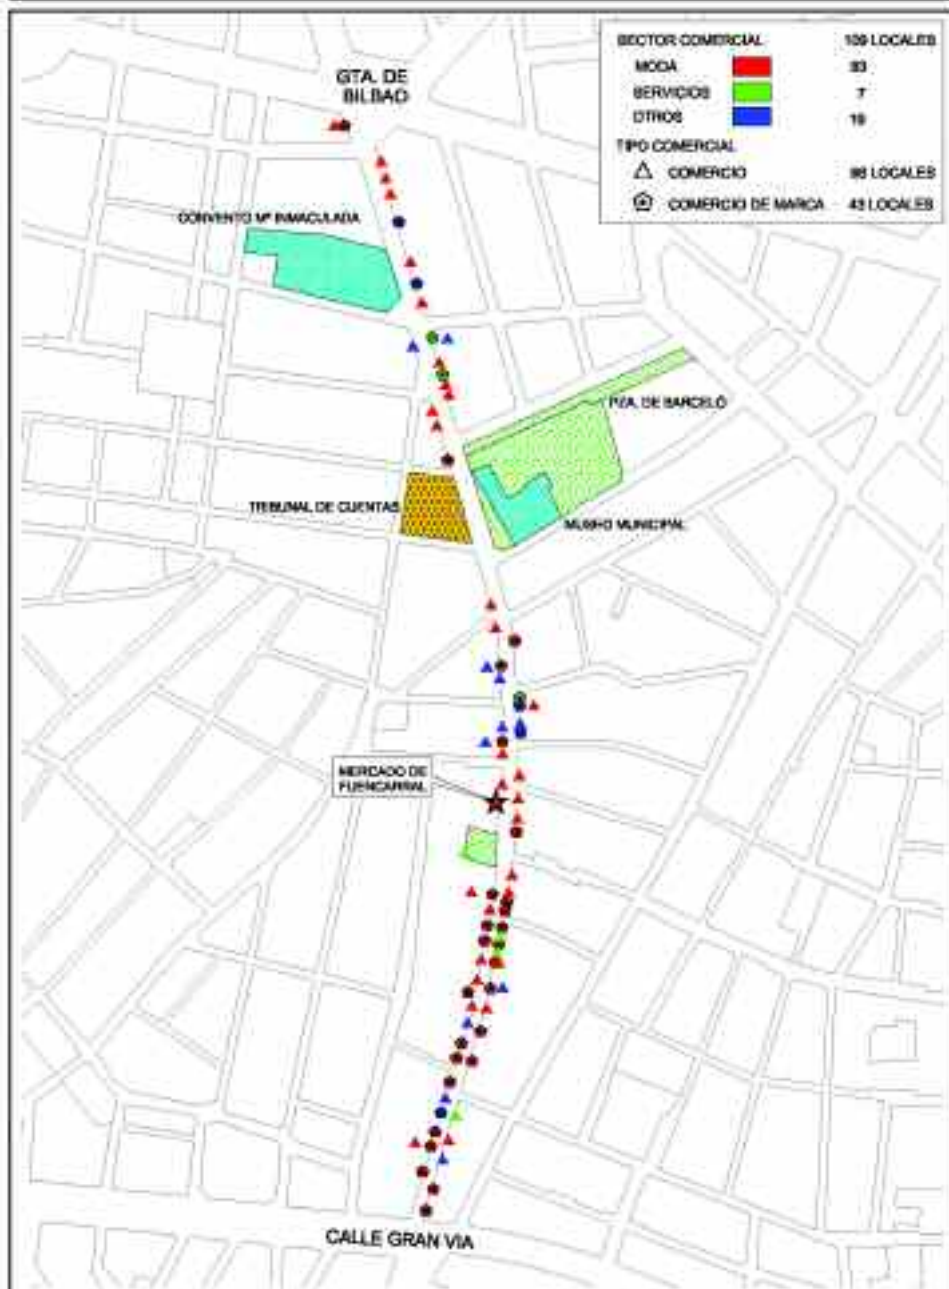 SECTOR COMERCIAL 109 LOCALES
MODA 83
SERVICIOS 7
OTROS 19
TIPO COMERCIAL
COMERCIO LOCALES
COMERCIO DE MARCA 43 LOCALES
GTA. DE
BILBAO
CONVENTO Mª INMACULADA
PZA. DE BARCELÓ
TRIBUNAL DE CUENTAS
MUSEO MUNICIPAL
MERCADO DE
FUENCARRAL
CALLE GRAN VIA